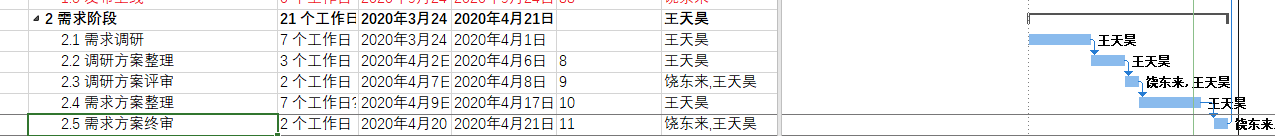 2 需求阶段 21 个工作日 2020年3月24 2020年4月21日 王天昊
2.1 需求调研 7 个工作日 2020年3月24 2020年4月1日 王天昊 王天昊
2.2 调研方案整理 3 个工作日 2020年4月2日 2020年4月6日 8 王天昊 王天昊
2.3 调研方案评审 2 个工作日 2020年4月7日 2020年4月8日 9 饶东来,王天昊 饶东来，王天昊
2.4 需求方案整理 7 个工作日? 2020年4月9日 2020年4月17日 10 王天昊 王天昊
2.5 需求方案终审 2 个工作日 2020年4月20 2020年4月21日 11 饶东来,王天昊 饶东来